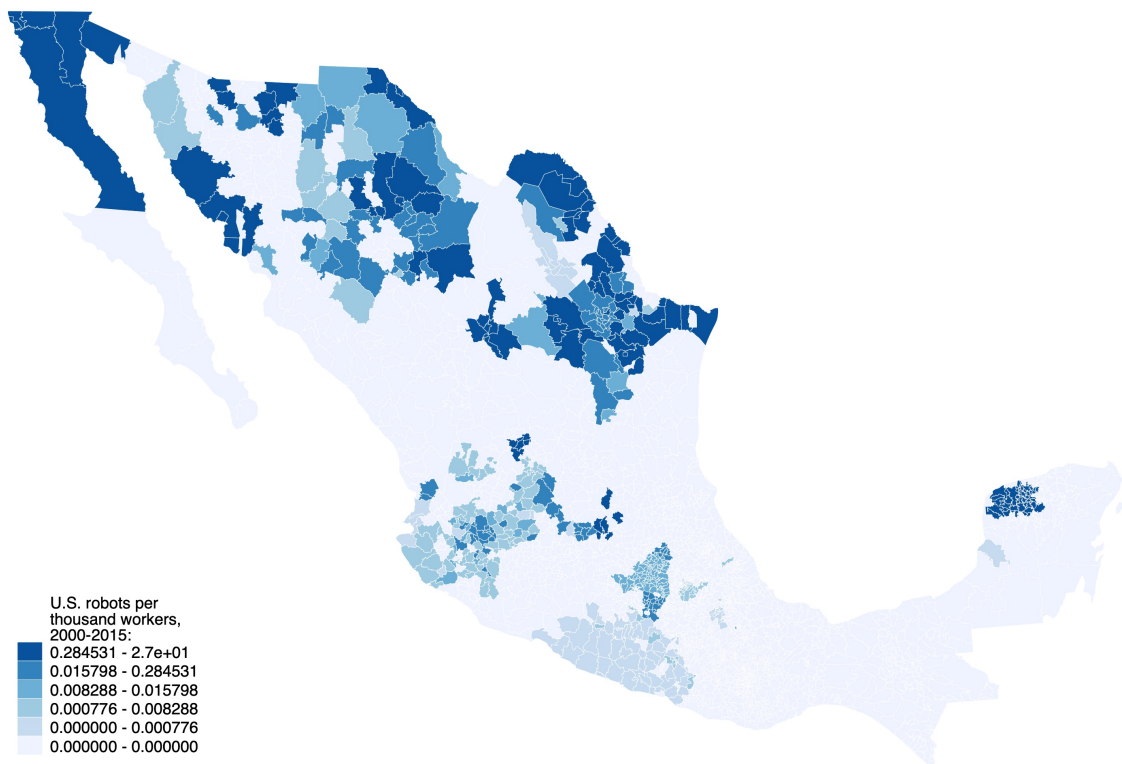 U.S. robots per
thousand workers,
2000-2015:
0.284531 - 2.7e+01
0.015798 - 0.284531
0.008288 - 0.015798
0.000776 - 0.008288
0.000000 - 0.000776
0.000000 - 0.000000